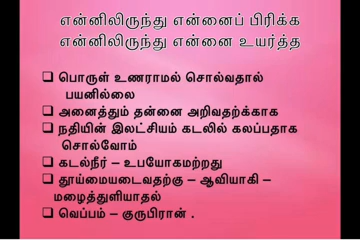 என்னிலிருந்து என்னைப் பிரிக்க
என்னிலிருந்து என்னை உயர்த்த
❑ பொருள் உணராமல் சொல்வதால்
பயனில்லை
❑ அனைத்தும் தன்னை அறிவதற்க்காக
❑ நதியின் இலட்சியம் கடலில் கலப்பதாக
சொல்வோம்
❑ கடல்நீர் – உபயோகமற்றது
❑ தூய்மையடைவதற்கு – ஆவியாகி –
மழைத்துளியாதல்
❑ வெப்பம் – குருபிரான் .